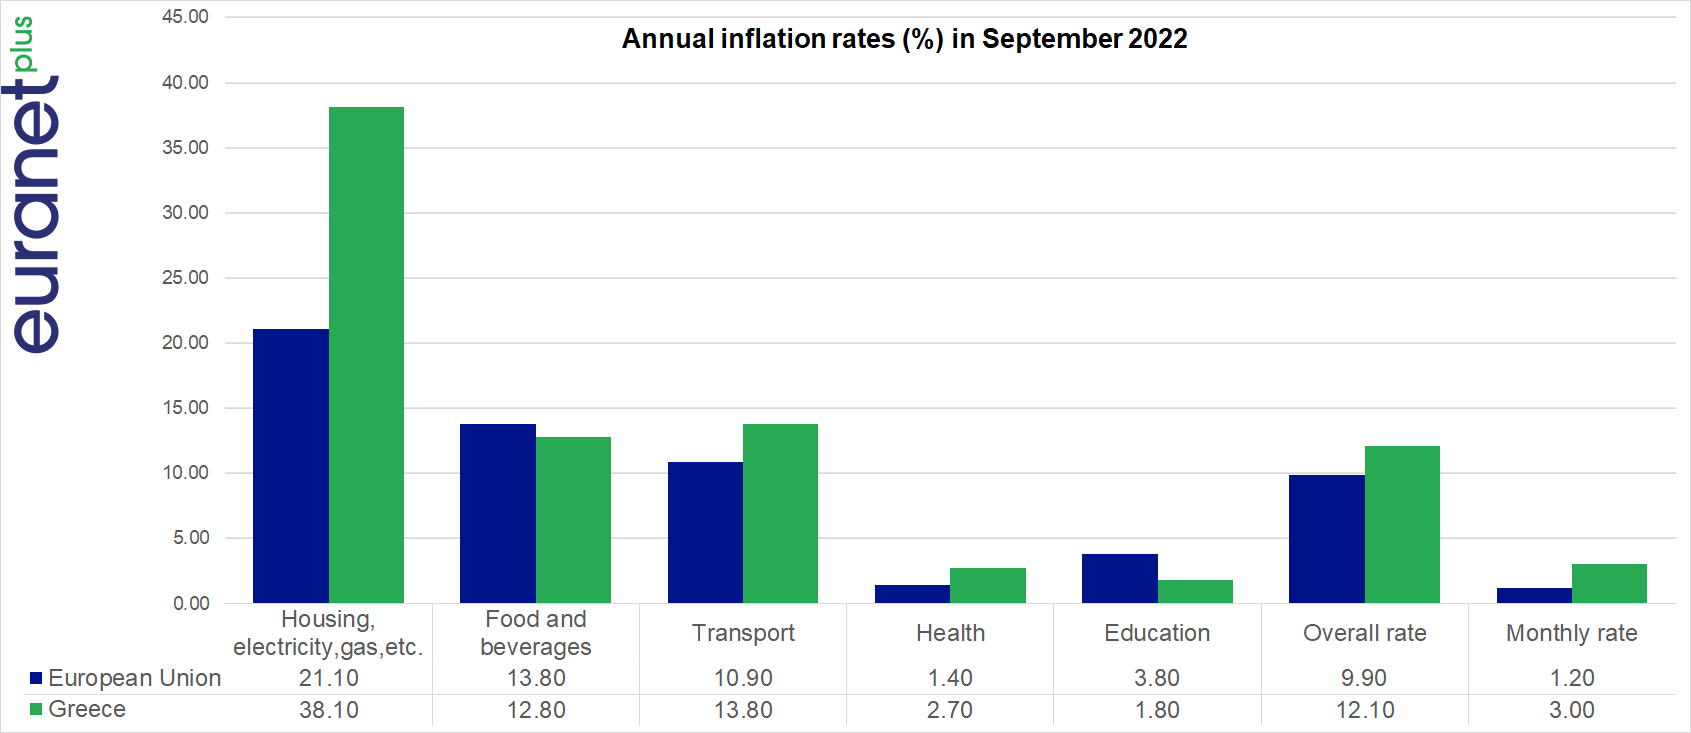 euranet plus
Annual inflation rates (%) in September 2022
45.00
40.00
35.00
30.00
25.00
20.00
15.00
10.00
5.00
0.00
Housing, electricity,gas,etc.
Food and beverages
Transport
Health
Education
Overall rate
Monthly rate
European Union 21.10 13.80 10.90 1.40 3.80 9.90 1.20
Greece 38.10 12.80 13.80 2.70 1.80 12.10 3.00